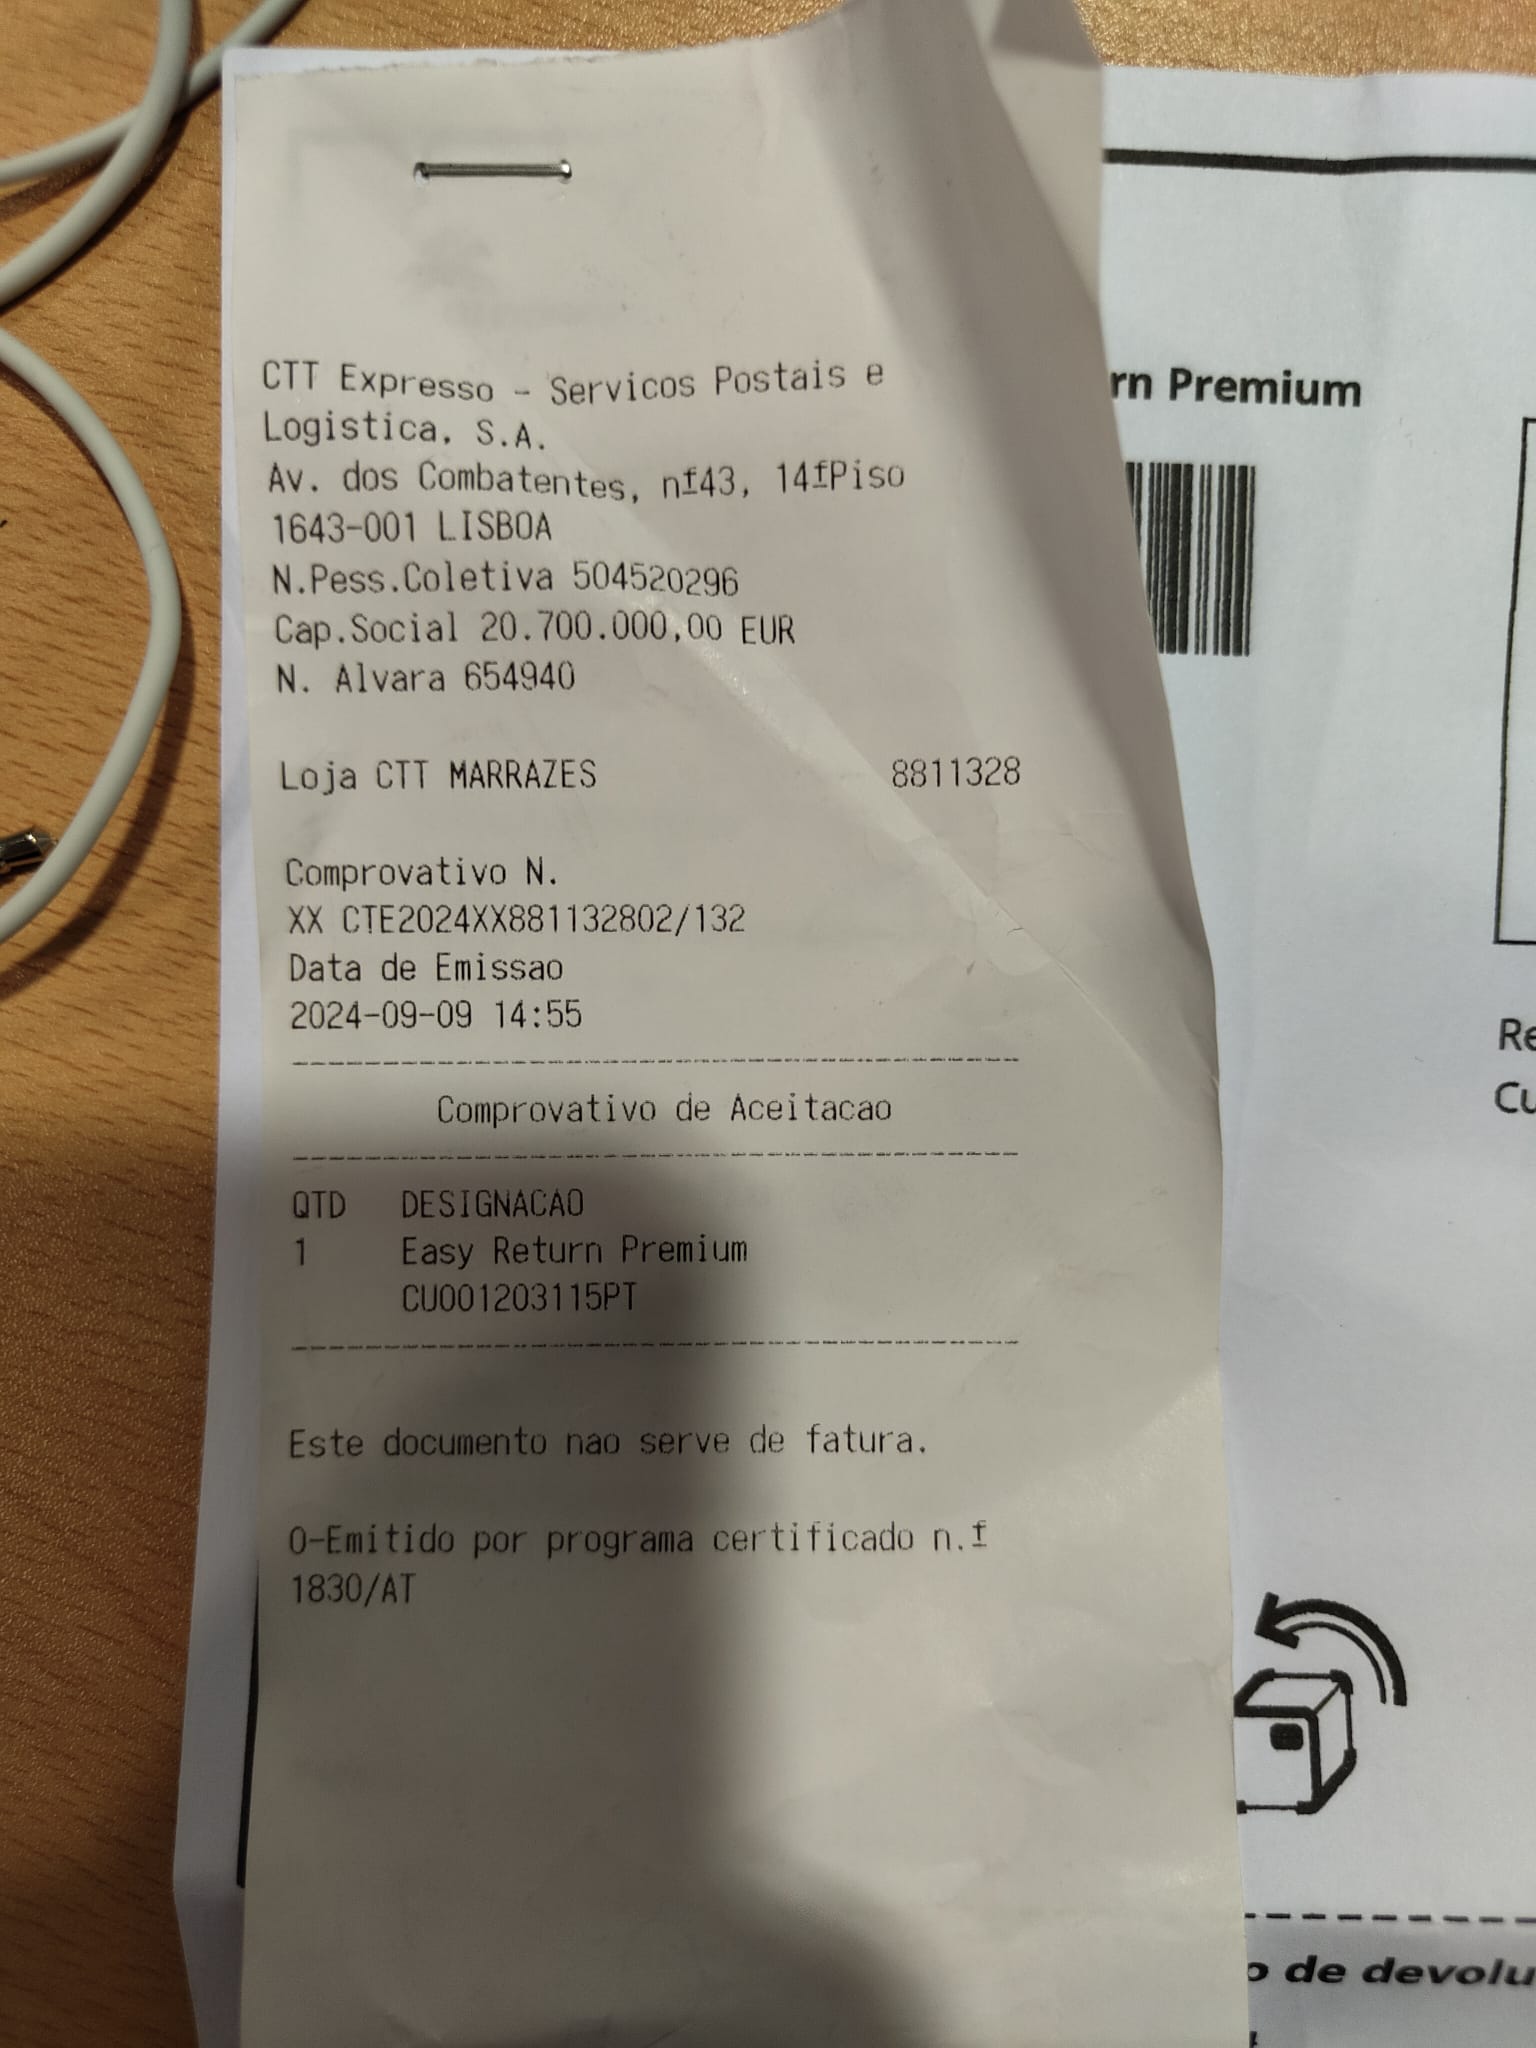 CTT Expresso - Servicos Postais e
Logistica, S.A.
Av. dos Combatentes, nº43, 14ºPiso
1643-001 LISBOA
N.Pess.Coletiva 504520296
Cap.Social 20.700.000,00 EUR
N. Alvara 654940
Loja CTT MARRAZES 8811328
Comprovativo N.
XX CTE2024XX881132802/132
Data de Emissao
2024-09-09 14:55
Comprovativo de Aceitacao
QTD DESIGNACAO
1 Easy Return Premium
CU001203115PT
Este documento nao serve de fatura.
O-Emitido por programa certificado n.º
1830/AT
rn Premium
Re
Cu
o de devolu